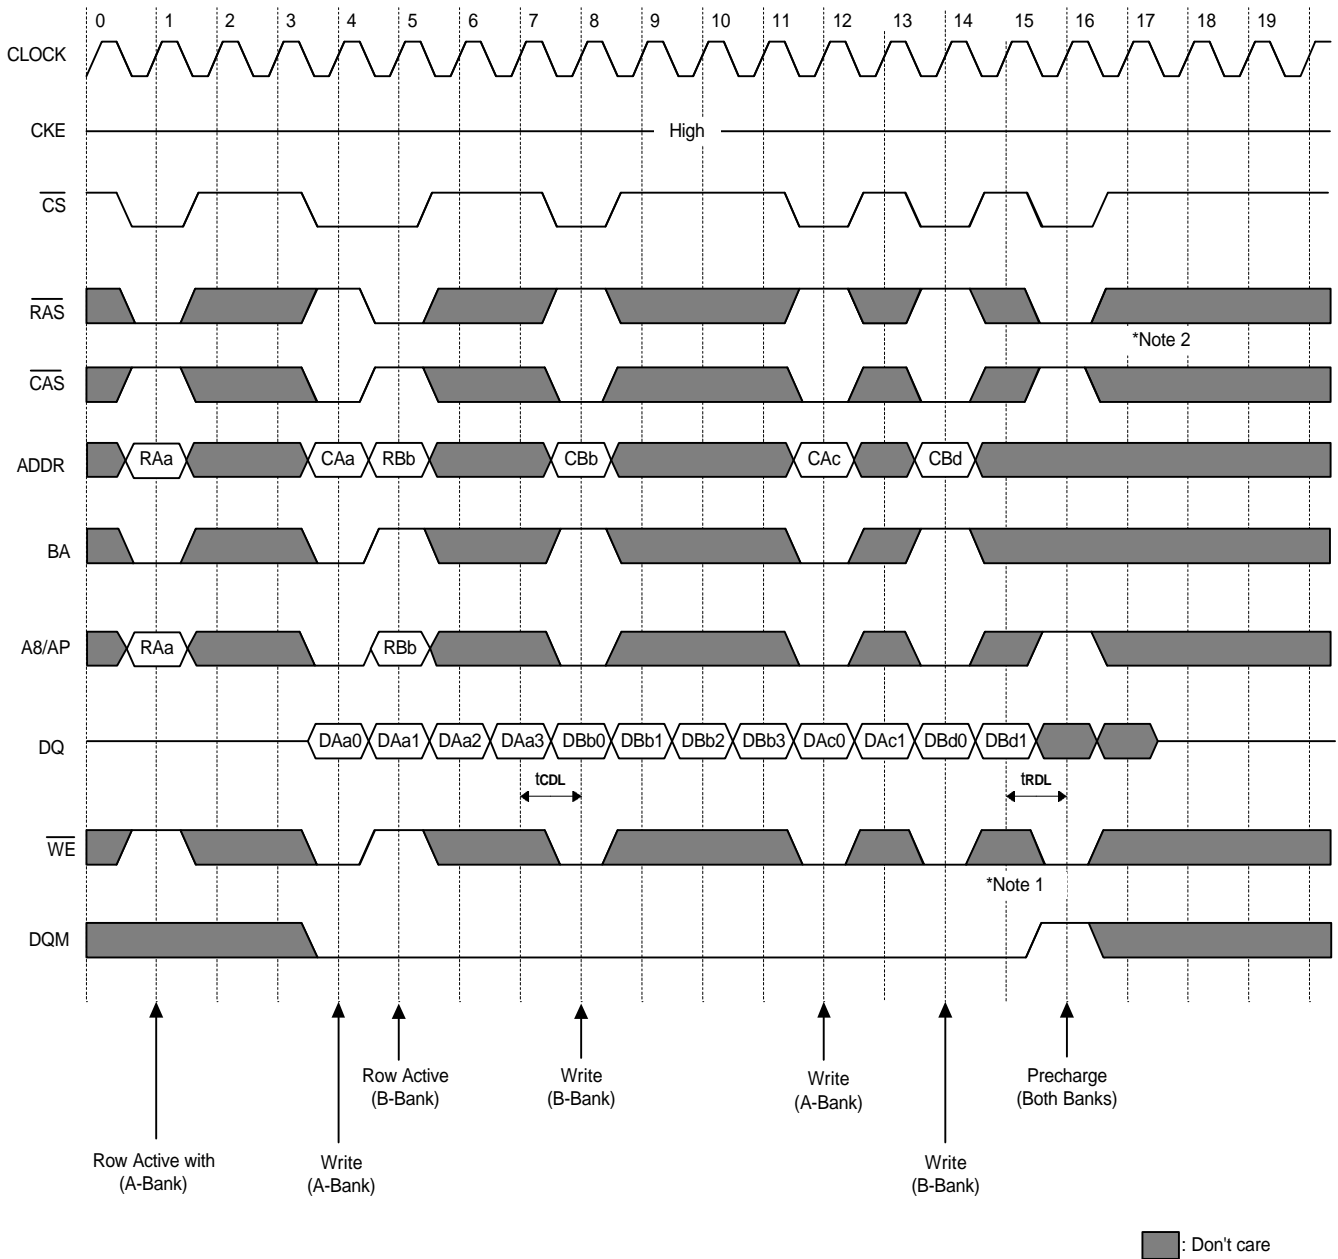 0 1 2 3 4 5 6 7 8 9 10 11 12 13 14 15 16 17 18 19
CLOCK
CKE
High
CS
RAS
*Note 2
CAS
ADDR
RAa CAa RBb CBb CAc CBd
BA
A8/AP
RAa RBb
DQ
DAa0 DAa1 DAa2 DAa3 DBb0 DBb1 DBb2 DBb3 DAc0 DAc1 DBd0 DBd1
tCDL tRDL
WE
*Note 1
DQM
Row Active
(B-Bank)
Write
(B-Bank)
Write
(A-Bank)
Precharge
(Both Banks)
Row Active with
(A-Bank)
Write
(A-Bank)
Write
(B-Bank)
: Don't care